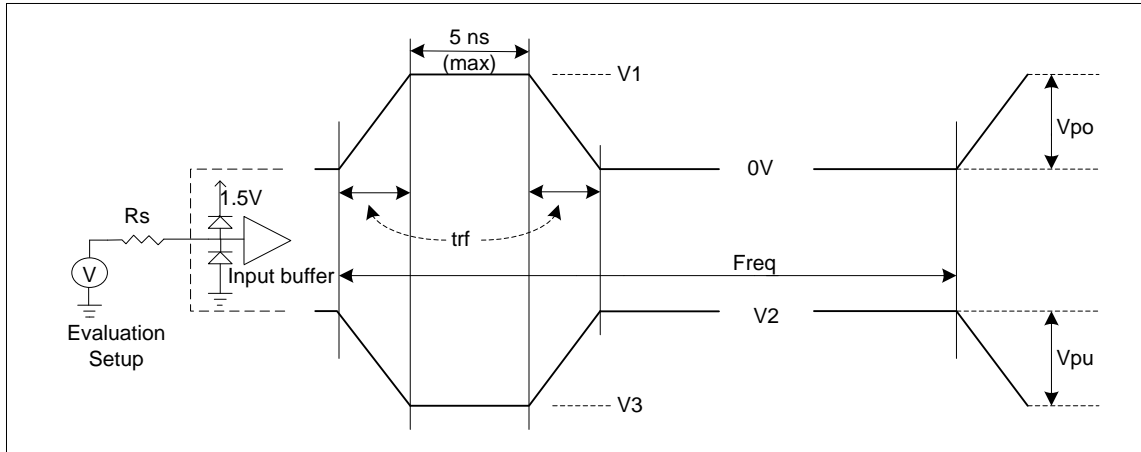 5 ns
(max)
V1
Vpo
0V
1.5V
Rs
trf
V
Input buffer
Freq
Evaluation
Setup
V2
Vpu
V3